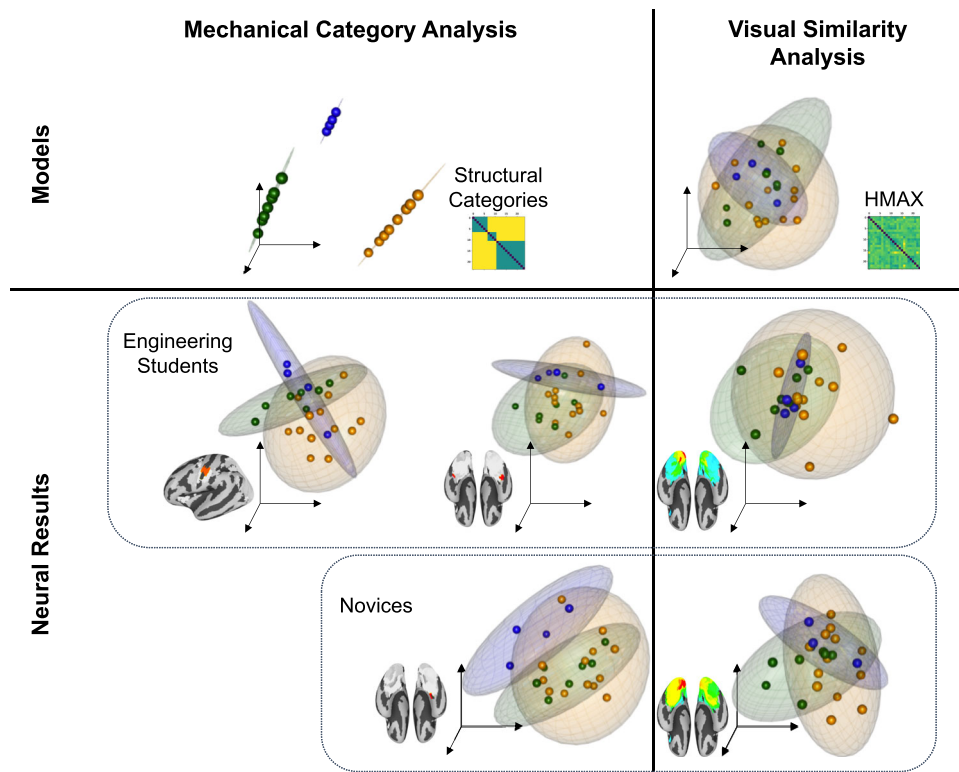 Mechanical Category Analysis
Visual Similarity
Analysis
Models
Structural
Categories
HMAX
Neural Results
Engineering
Students
Novices